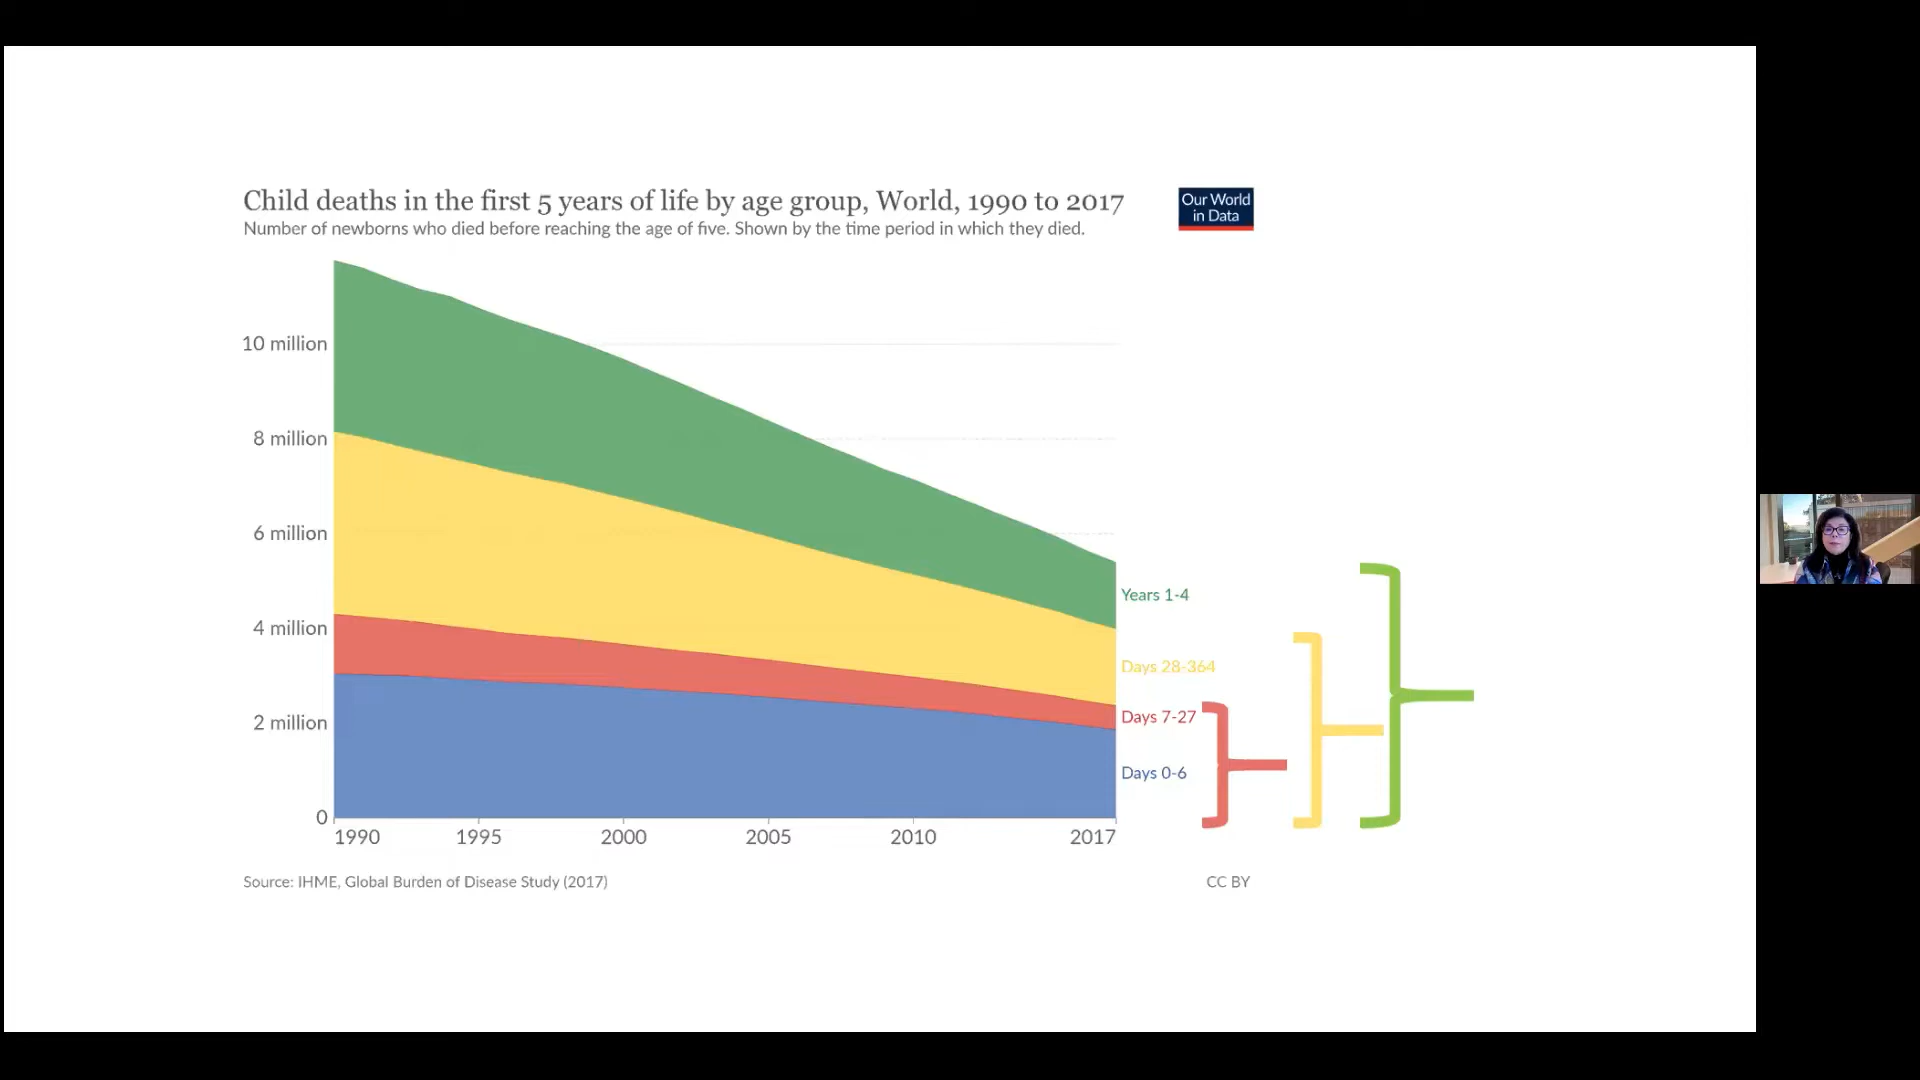 Child deaths in the first 5 years of life by age group, World, 1990 to 2017
Number of newborns who died before reaching the age of five. Shown by the time period in which they died.
Our World
in Data
10 million
8 million
6 million
4 million
2 million
0
1990 1995 2000 2005 2010 2017
Years 1-4
Days 28-364
Days 7-27
Days 0-6
Source: IHME, Global Burden of Disease Study (2017)
CC BY